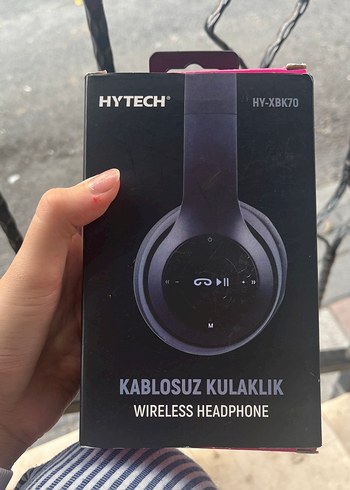 HYTECH®
HY-XBK70
M
KABLOSUZ KULAKLIK
WIRELESS HEADPHONE